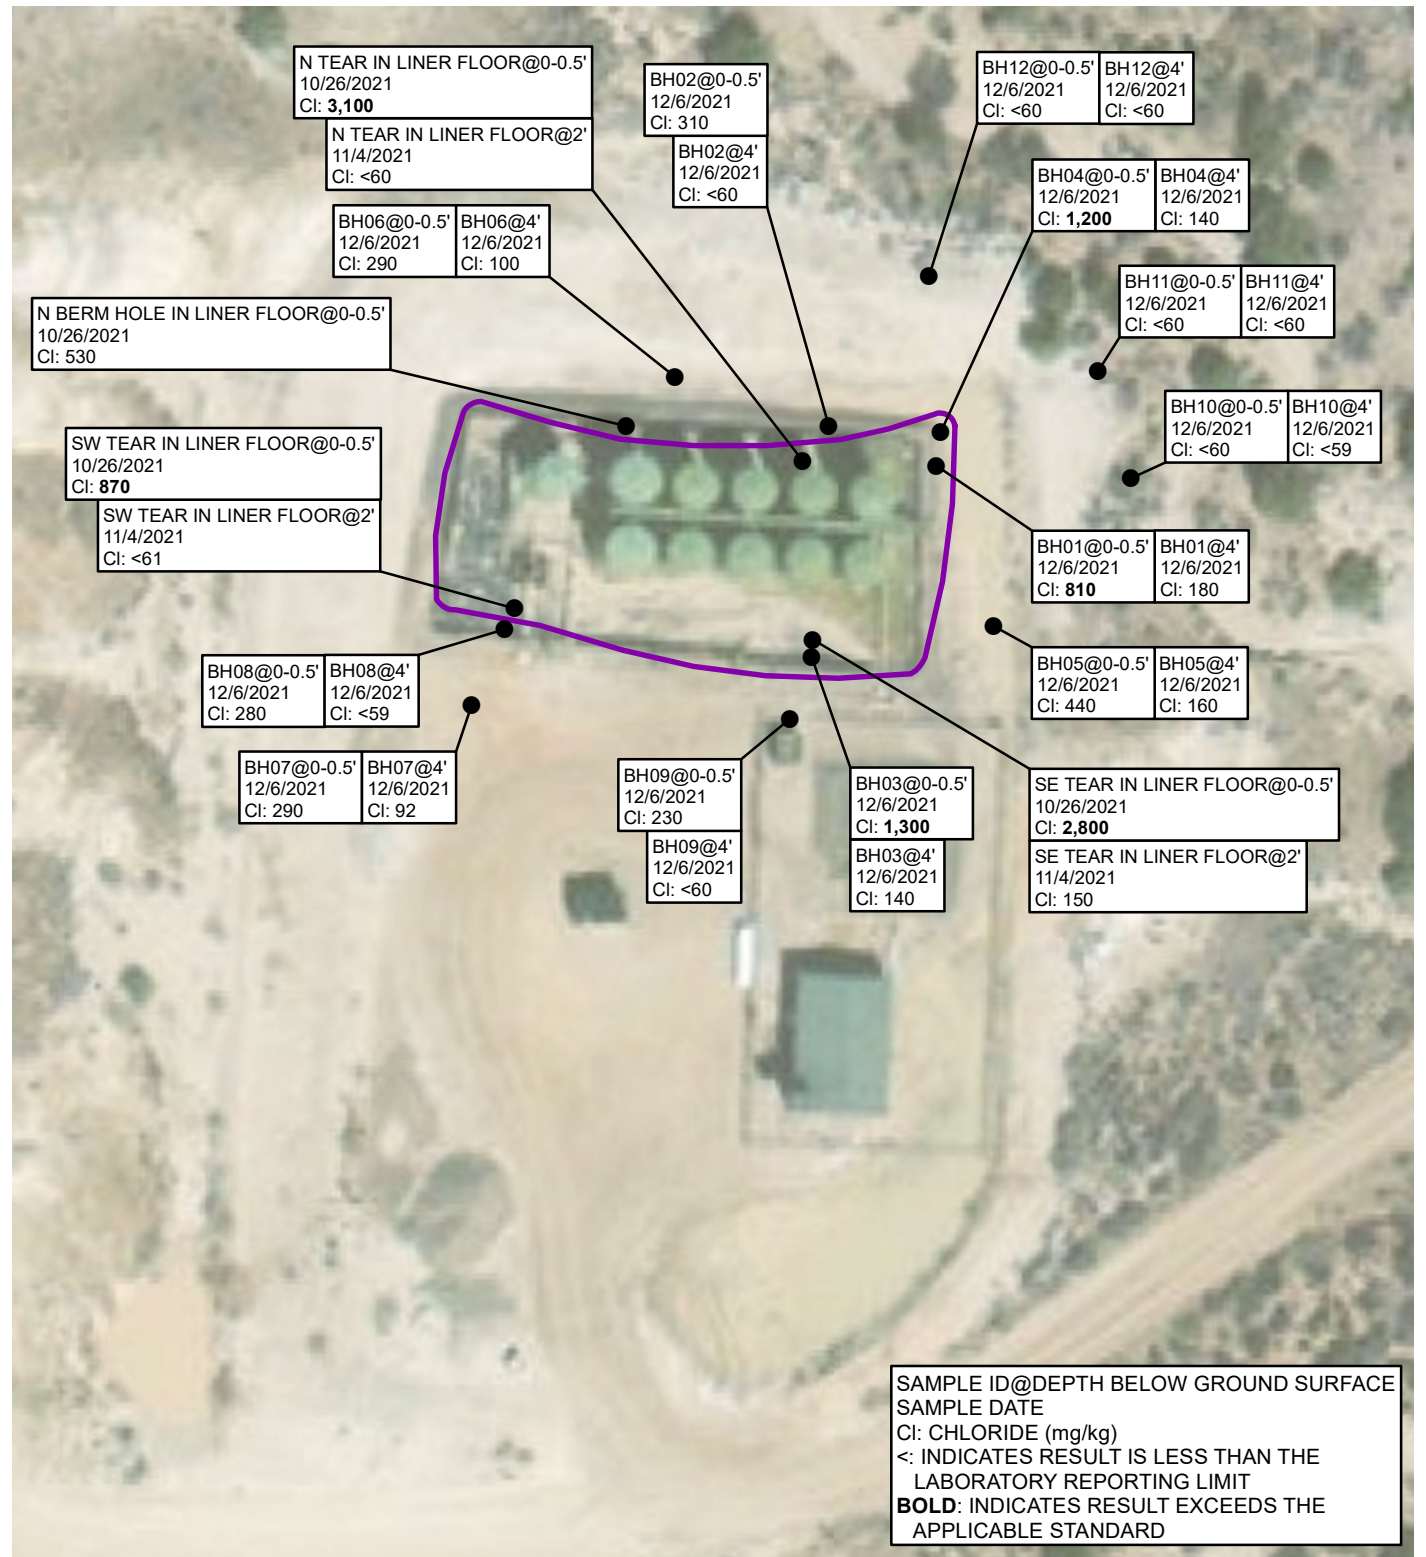 N TEAR IN LINER FLOOR@0-0.5'
10/26/2021
Cl: 3,100
N TEAR IN LINER FLOOR@2'
11/4/2021
Cl: <60
BH02@0-0.5'
12/6/2021
Cl: 310
BH02@4'
12/6/2021
Cl: <60
BH12@0-0.5'
12/6/2021
Cl: <60
BH12@4'
12/6/2021
Cl: <60
BH04@0-0.5'
12/6/2021
Cl: 1,200
BH04@4'
12/6/2021
Cl: 140
BH06@0-0.5'
12/6/2021
Cl: 290
BH06@4'
12/6/2021
Cl: 100
BH11@0-0.5'
12/6/2021
Cl: <60
BH11@4'
12/6/2021
Cl: <60
N BERM HOLE IN LINER FLOOR@0-0.5'
10/26/2021
Cl: 530
BH10@0-0.5'
12/6/2021
Cl: <60
BH10@4'
12/6/2021
Cl: <59
SW TEAR IN LINER FLOOR@0-0.5'
10/26/2021
Cl: 870
SW TEAR IN LINER FLOOR@2'
11/4/2021
Cl: <61
BH01@0-0.5'
12/6/2021
Cl: 810
BH01@4'
12/6/2021
Cl: 180
BH08@0-0.5'
12/6/2021
Cl: 280
BH08@4'
12/6/2021
Cl: <59
BH05@0-0.5'
12/6/2021
Cl: 440
BH05@4'
12/6/2021
Cl: 160
BH07@0-0.5'
12/6/2021
Cl: 290
BH07@4'
12/6/2021
Cl: 92
BH09@0-0.5'
12/6/2021
Cl: 230
BH09@4'
12/6/2021
Cl: <60
BH03@0-0.5'
12/6/2021
Cl: 1,300
BH03@4'
12/6/2021
Cl: 140
SE TEAR IN LINER FLOOR@0-0.5'
10/26/2021
Cl: 2,800
SE TEAR IN LINER FLOOR@2'
11/4/2021
Cl: 150
SAMPLE ID@DEPTH BELOW GROUND SURFACE
SAMPLE DATE
Cl: CHLORIDE (mg/kg)
<: INDICATES RESULT IS LESS THAN THE
LABORATORY REPORTING LIMIT
BOLD: INDICATES RESULT EXCEEDS THE
APPLICABLE STANDARD